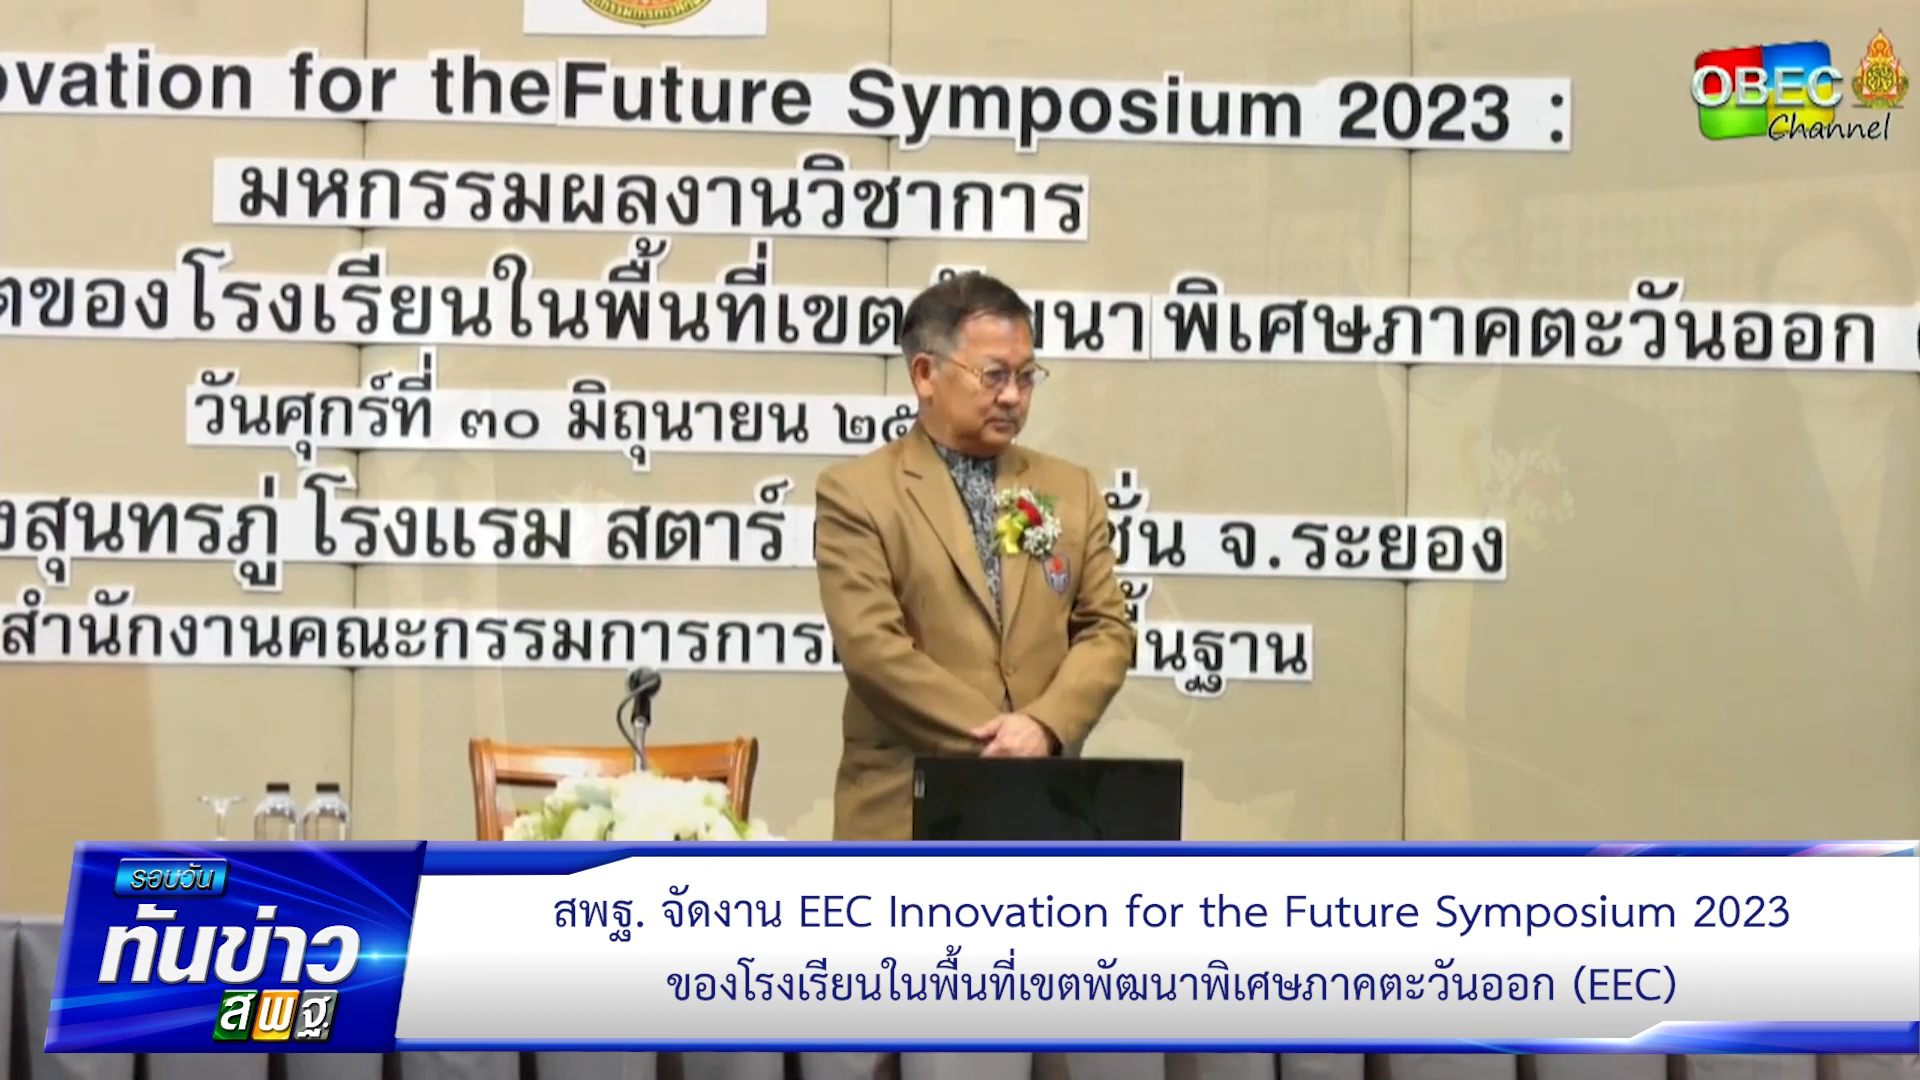 ovation for the Future Symposium 2023 :
OBEC
Channel
มหกรรมผลงานวิชาการ
ของโรงเรียนในพื้นที่เขต นา พิเศษภาคตะวันออก
วันศุกร์ที่ ๓๐ มิถุนายน ๒๕
สุนทรภู่ โรงแรม สตาร์ ชั่น จ.ระยอง
สำนักงานคณะกรรมการการ ื้นฐาน
รอบวัน
ทันข่าว
สพฐ.
สพฐ. จัดงาน EEC Innovation for the Future Symposium 2023
ของโรงเรียนในพื้นที่เขตพัฒนาพิเศษภาคตะวันออก (EEC)